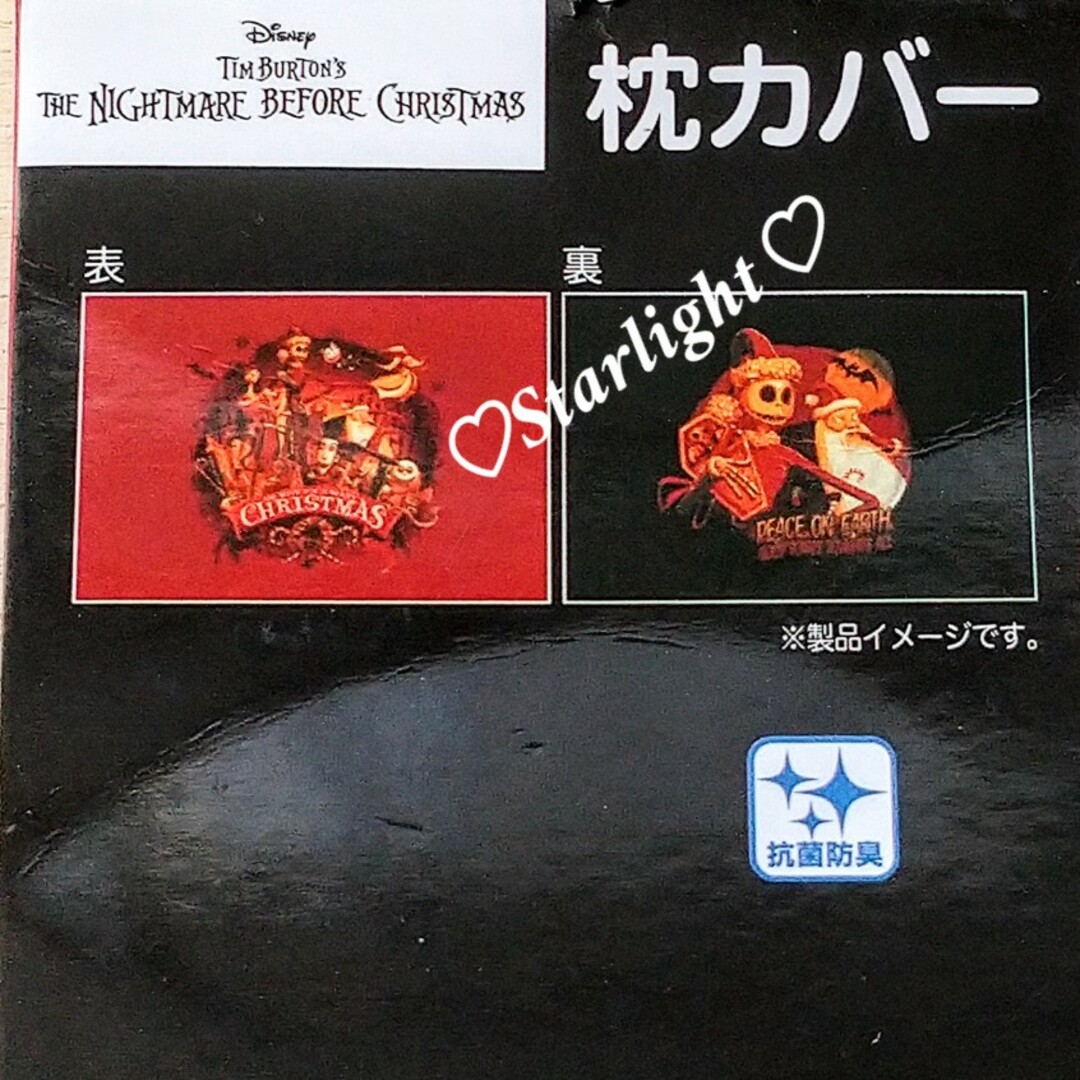 Disney
TIM BURTON'S
THE NIGHTMARE BEFORE CHRISTMAS
枕カバー
表
裏
♡Starlight♡
CHRISTMAS
PEACE ON EARTH
※製品イメージです。
抗菌防臭